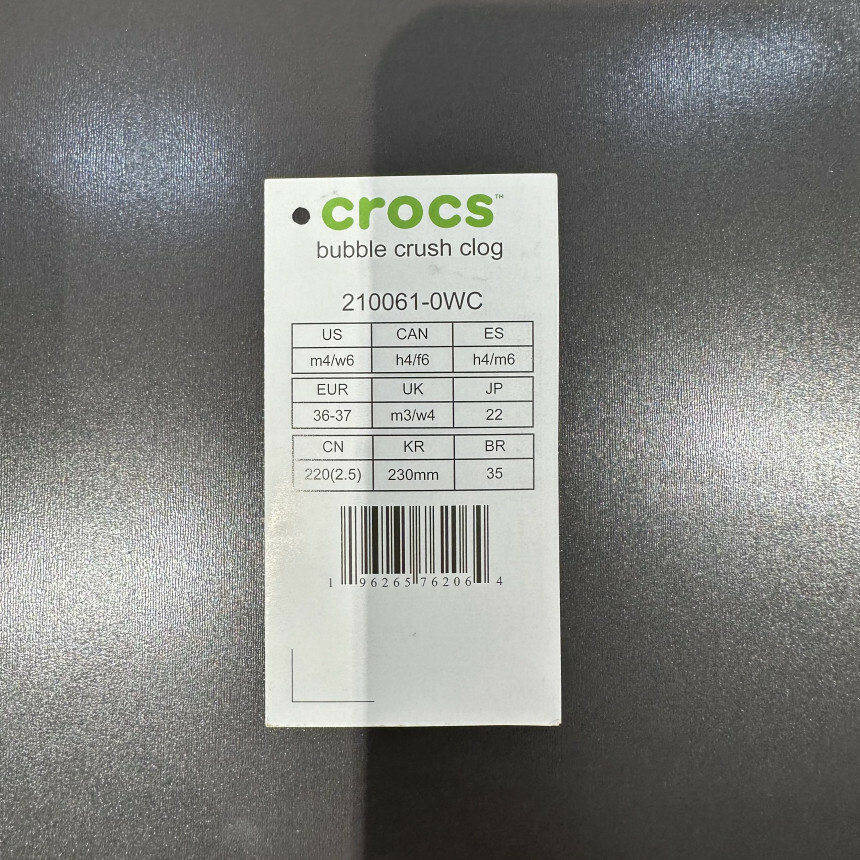 crocs™
bubble crush clog
210061-0WC
US CAN ES
m4/w6 h4/f6 h4/m6
EUR UK JP
36-37 m3/w4 22
CN KR BR
220(2.5) 230mm 35
1 96265 76206 4